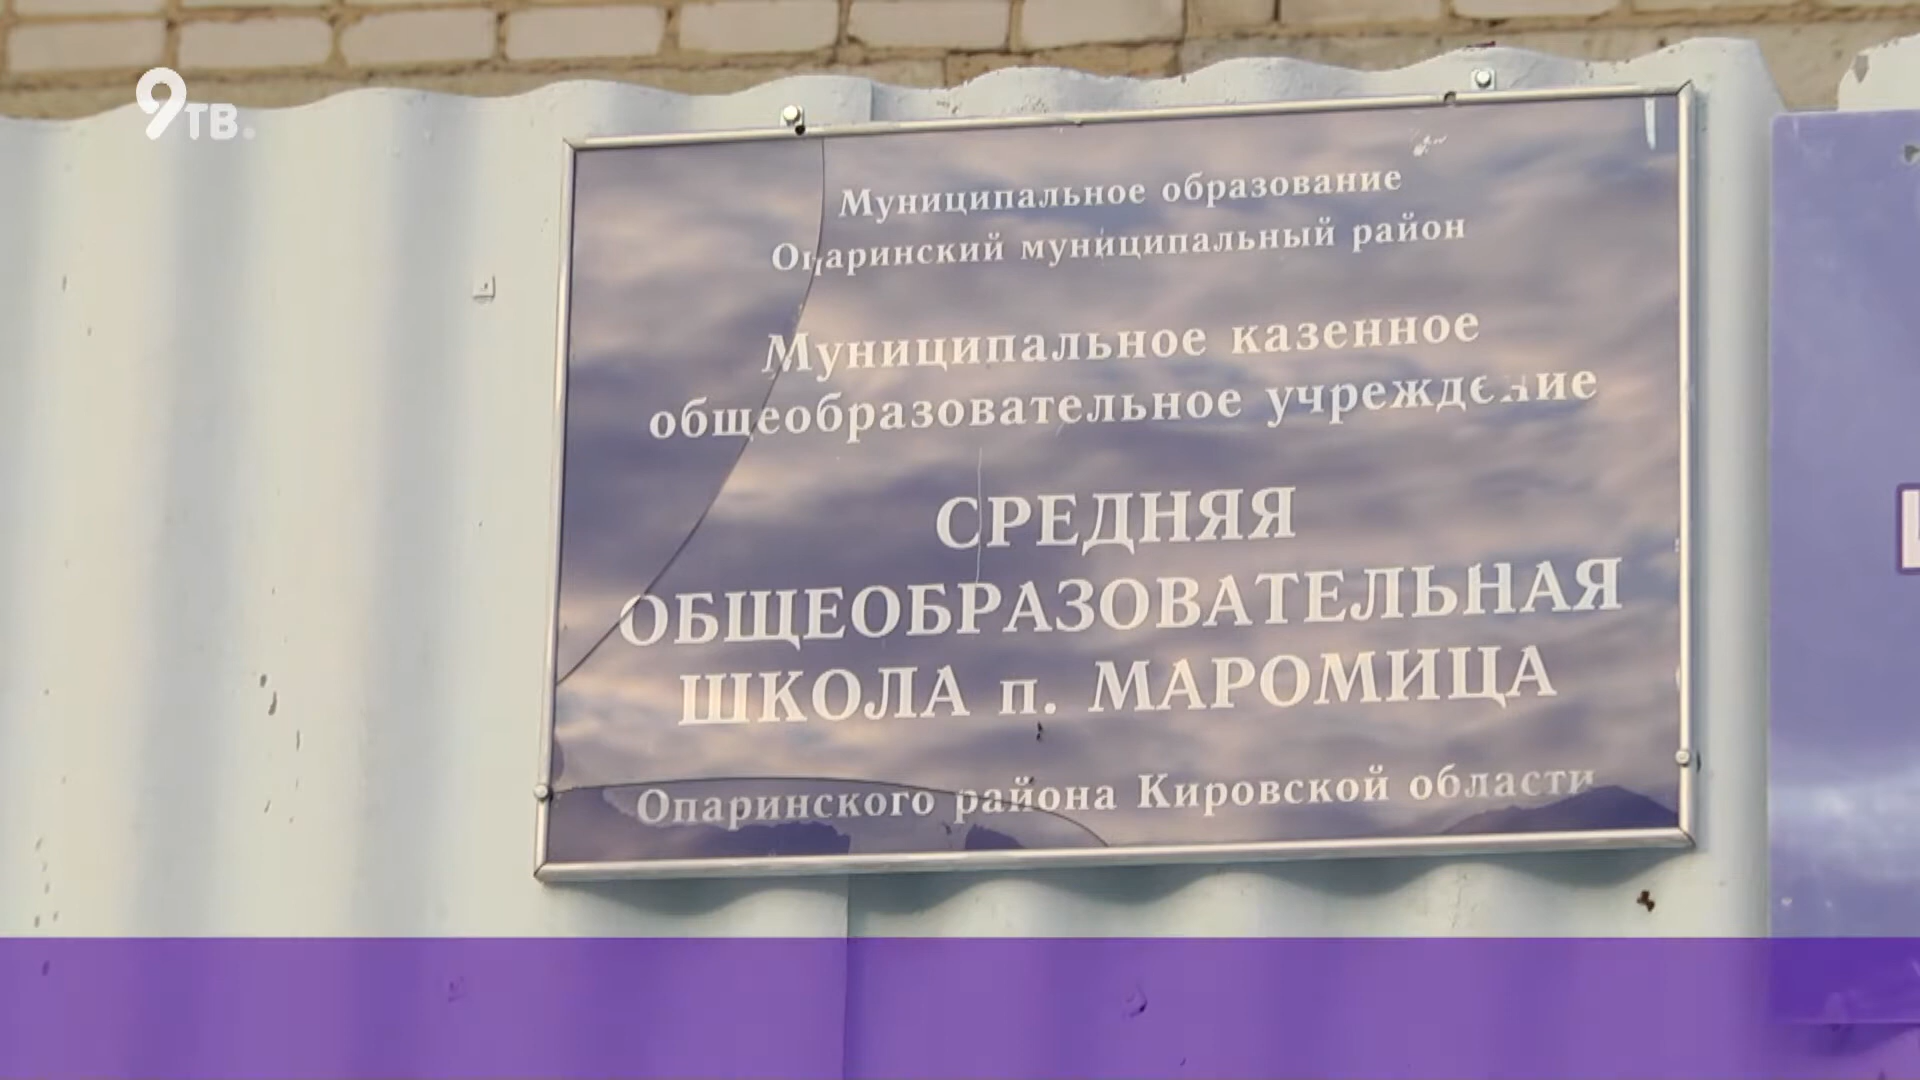 9ТВ.
Муниципальное образование
Опаринский муниципальный район
Муниципальное казенное
общеобразовательное учреждение
СРЕДНЯЯ
ОБЩЕОБРАЗОВАТЕЛЬНАЯ
ШКОЛА п. МАРОМИЦА
Опаринского района Кировской области